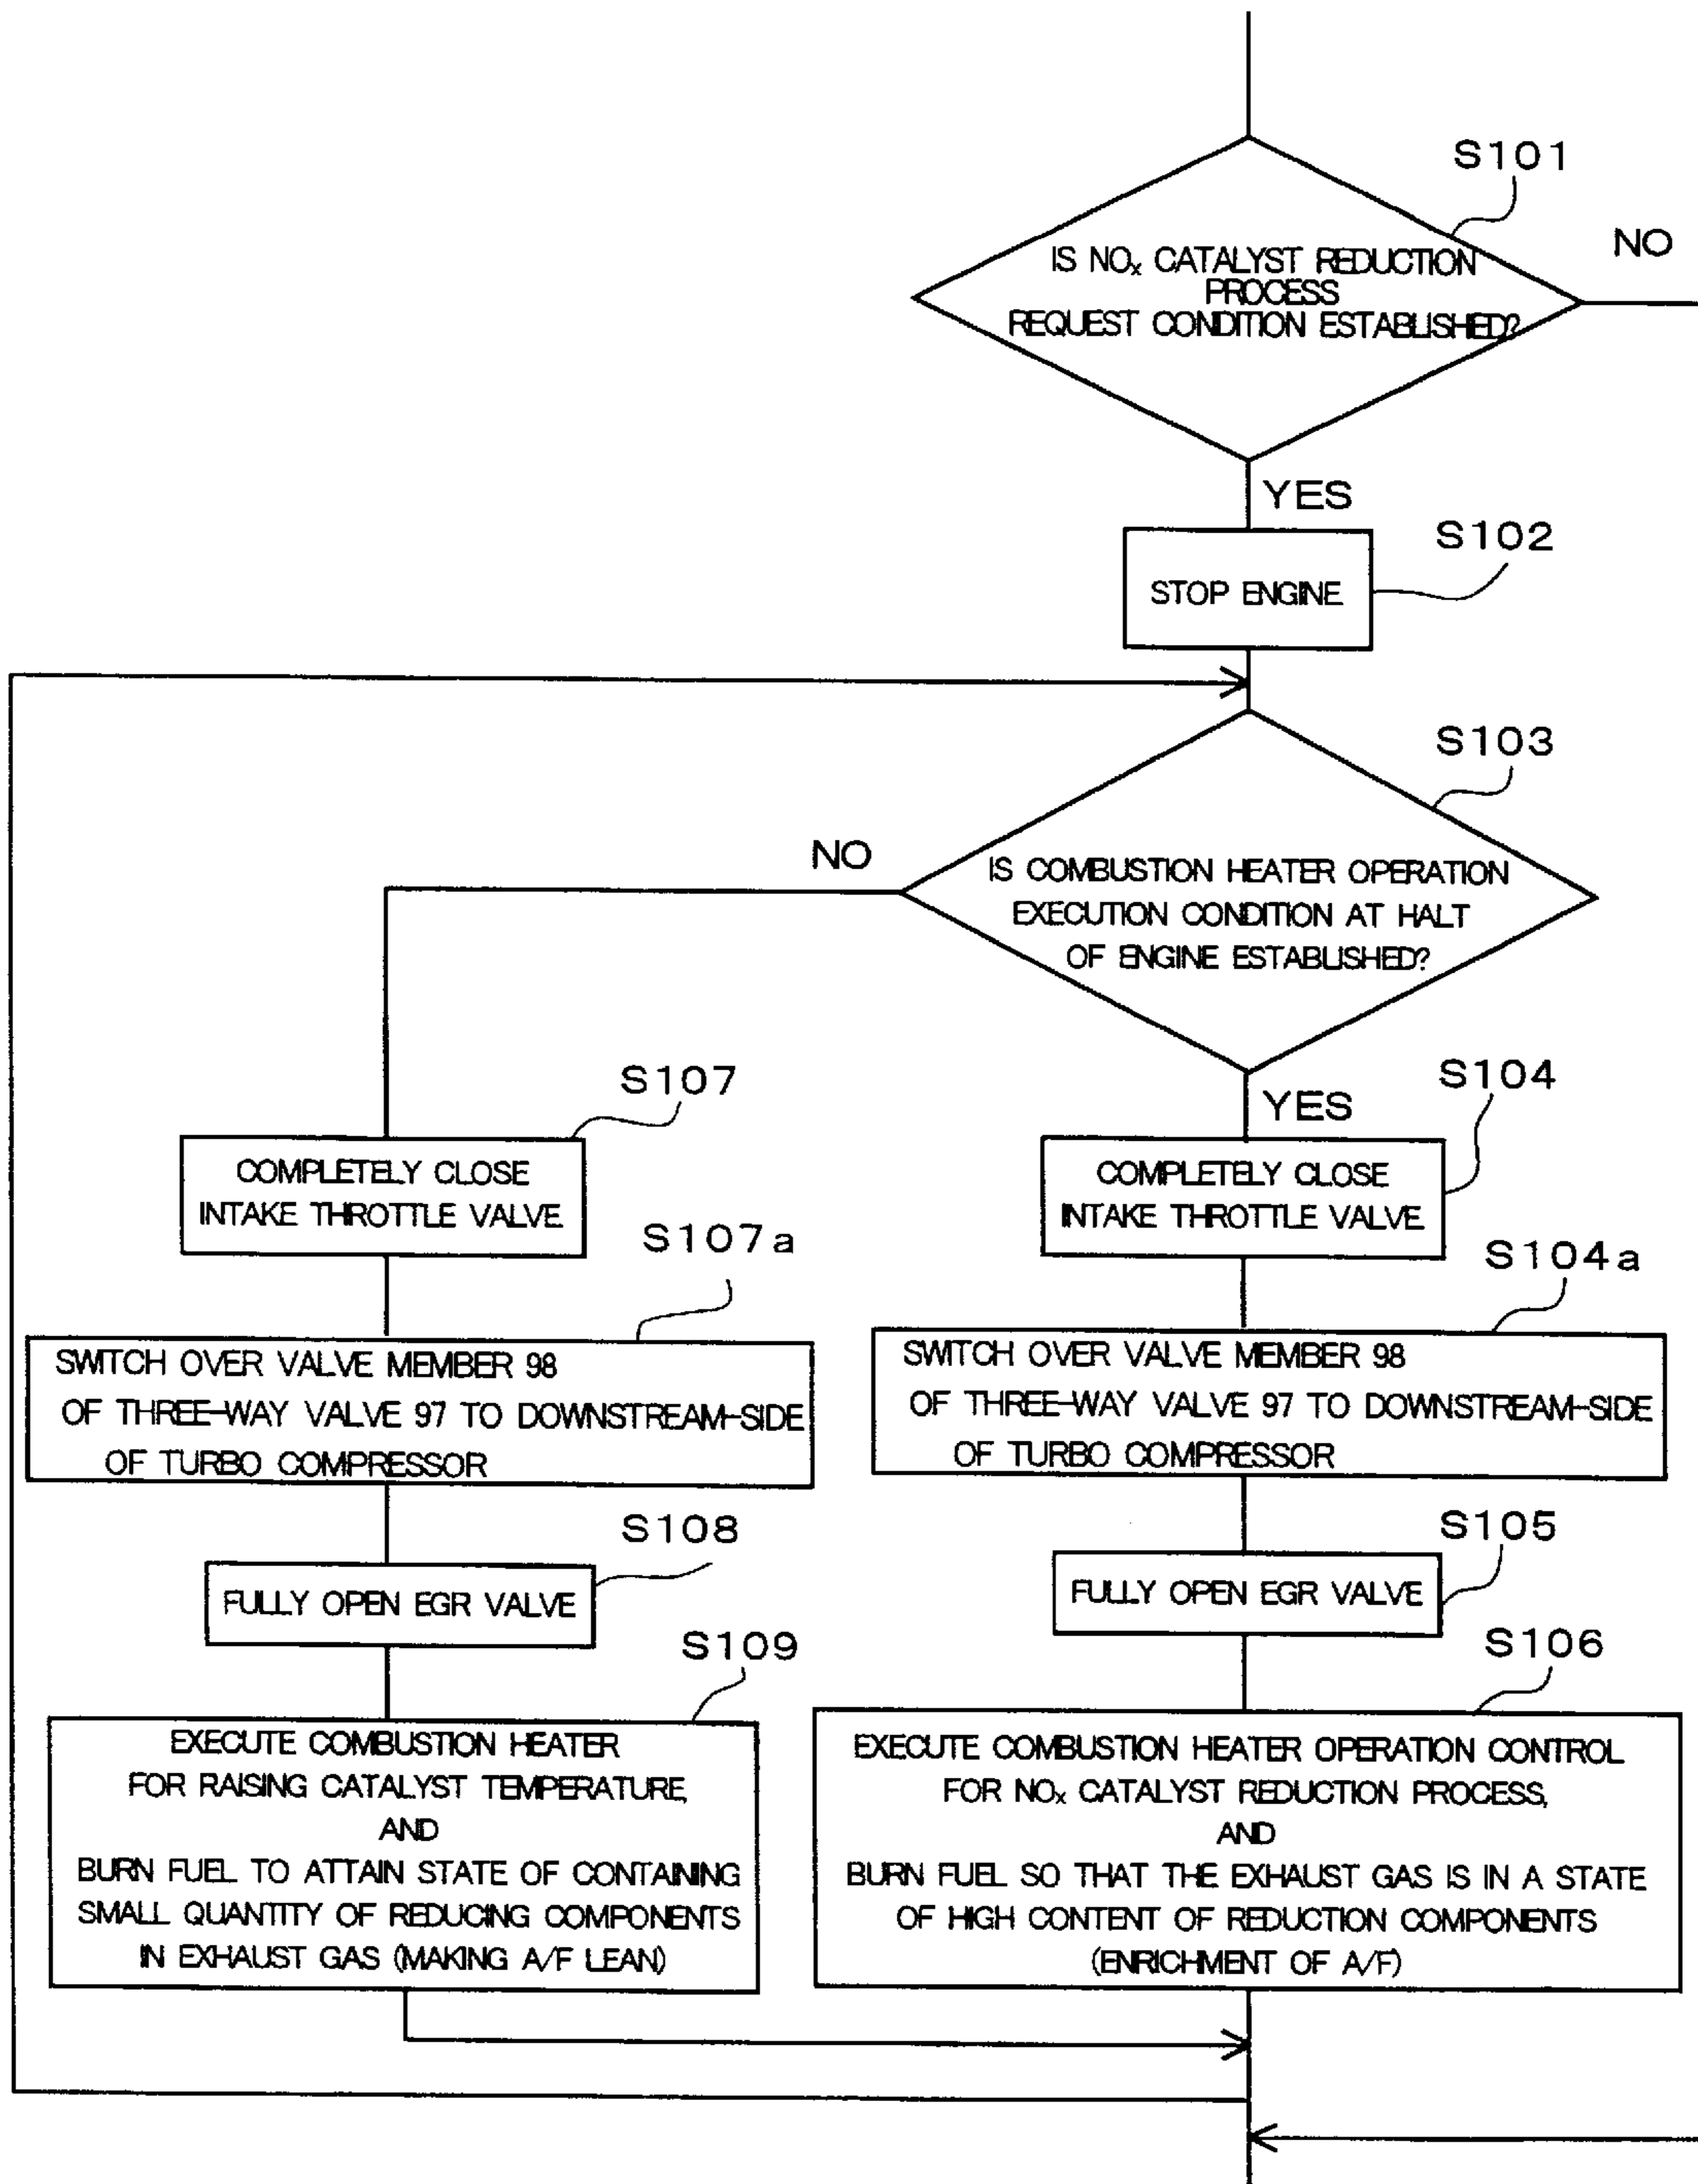 S101
NO
IS NOₓ CATALYST REDUCTION
PROCESS
REQUEST CONDITION ESTABLISHED?
YES
S102
STOP ENGINE
S103
NO
IS COMBUSTION HEATER OPERATION
EXECUTION CONDITION AT HALT
OF ENGINE ESTABLISHED?
YES
S107
COMPLETELY CLOSE
INTAKE THROTTLE VALVE
S104
COMPLETELY CLOSE
INTAKE THROTTLE VALVE
S107a
SWITCH OVER VALVE MEMBER 98
OF THREE-WAY VALVE 97 TO DOWNSTREAM-SIDE
OF TURBO COMPRESSOR
S104a
SWITCH OVER VALVE MEMBER 98
OF THREE-WAY VALVE 97 TO DOWNSTREAM-SIDE
OF TURBO COMPRESSOR
S108
FULLY OPEN EGR VALVE
S105
FULLY OPEN EGR VALVE
S109
EXECUTE COMBUSTION HEATER
FOR RAISING CATALYST TEMPERATURE,
AND
BURN FUEL TO ATTAIN STATE OF CONTAINING
SMALL QUANTITY OF REDUCING COMPONENTS
IN EXHAUST GAS (MAKING A/F LEAN)
S106
EXECUTE COMBUSTION HEATER OPERATION CONTROL
FOR NOₓ CATALYST REDUCTION PROCESS,
AND
BURN FUEL SO THAT THE EXHAUST GAS IS IN A STATE
OF HIGH CONTENT OF REDUCTION COMPONENTS
(ENRICHMENT OF A/F)